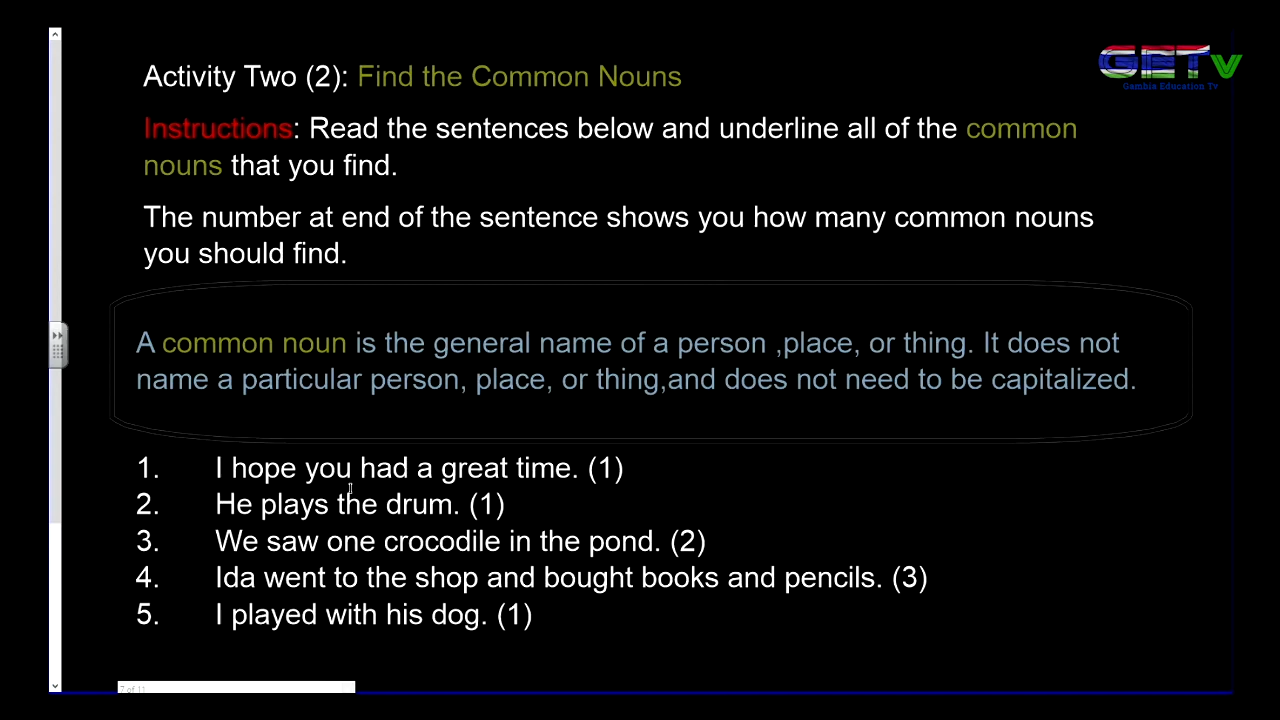 GETv
Gambia Education Tv
Activity Two (2): Find the Common Nouns
Instructions: Read the sentences below and underline all of the common
nouns that you find.
The number at end of the sentence shows you how many common nouns
you should find.
A common noun is the general name of a person ,place, or thing. It does not
name a particular person, place, or thing,and does not need to be capitalized.
1. I hope you had a great time. (1)
2. He plays the drum. (1)
3. We saw one crocodile in the pond. (2)
4. Ida went to the shop and bought books and pencils. (3)
5. I played with his dog. (1)
7 of 11